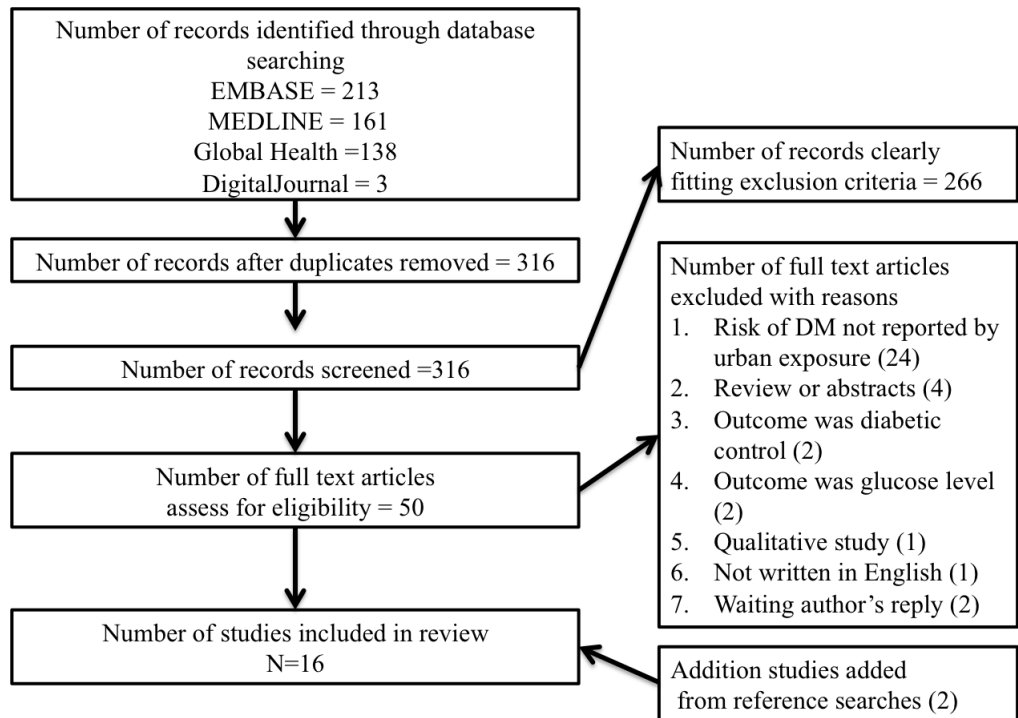 Number of records identified through database
searching
EMBASE = 213
MEDLINE = 161
Global Health =138
DigitalJournal = 3
Number of records after duplicates removed = 316
Number of records screened =316
Number of records clearly
fitting exclusion criteria = 266
Number of full text articles
assess for eligibility = 50
Number of full text articles
excluded with reasons
1. Risk of DM not reported by
urban exposure (24)
2. Review or abstracts (4)
3. Outcome was diabetic
control (2)
4. Outcome was glucose level
(2)
5. Qualitative study (1)
6. Not written in English (1)
7. Waiting author’s reply (2)
Number of studies included in review
N=16
Addition studies added
from reference searches (2)